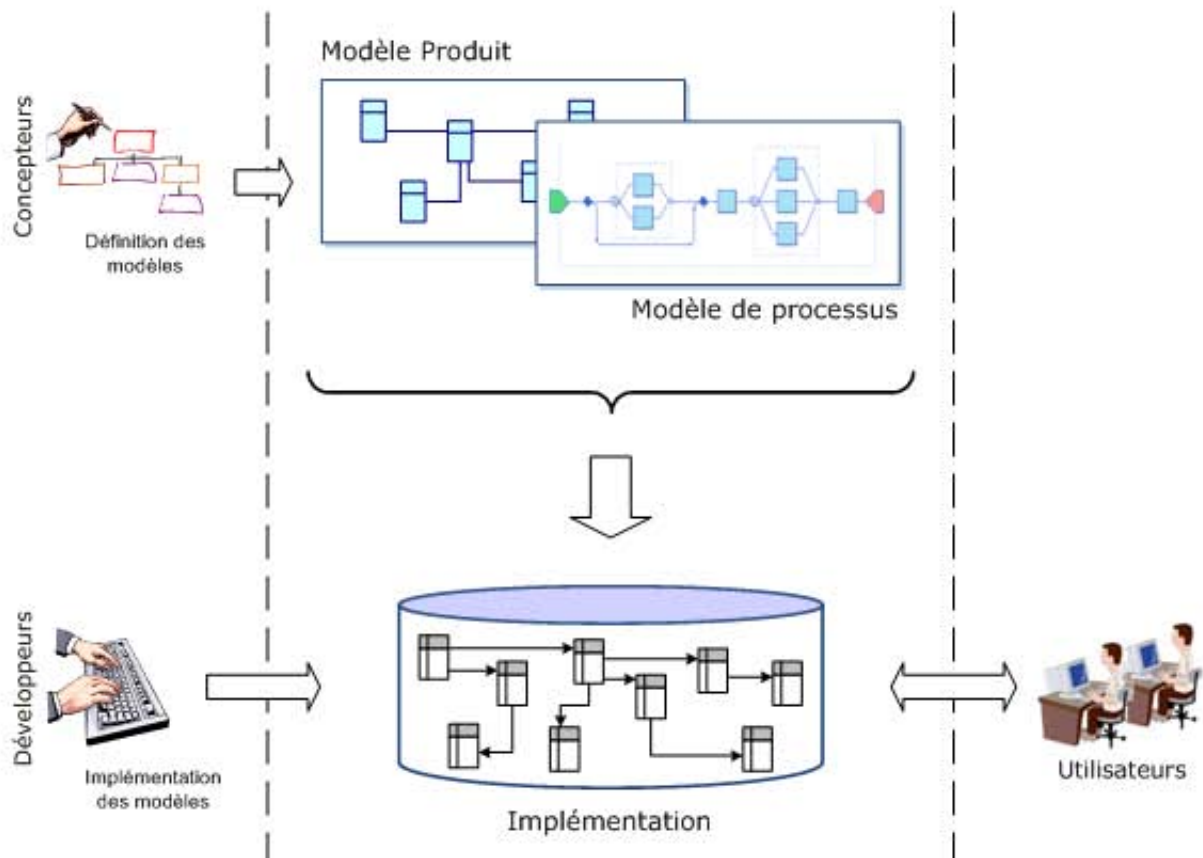 Modèle Produit
Concepteurs
Définition des
modèles
Modèle de processus
Développeurs
Implémentation
des modèles
Implémentation
Utilisateurs